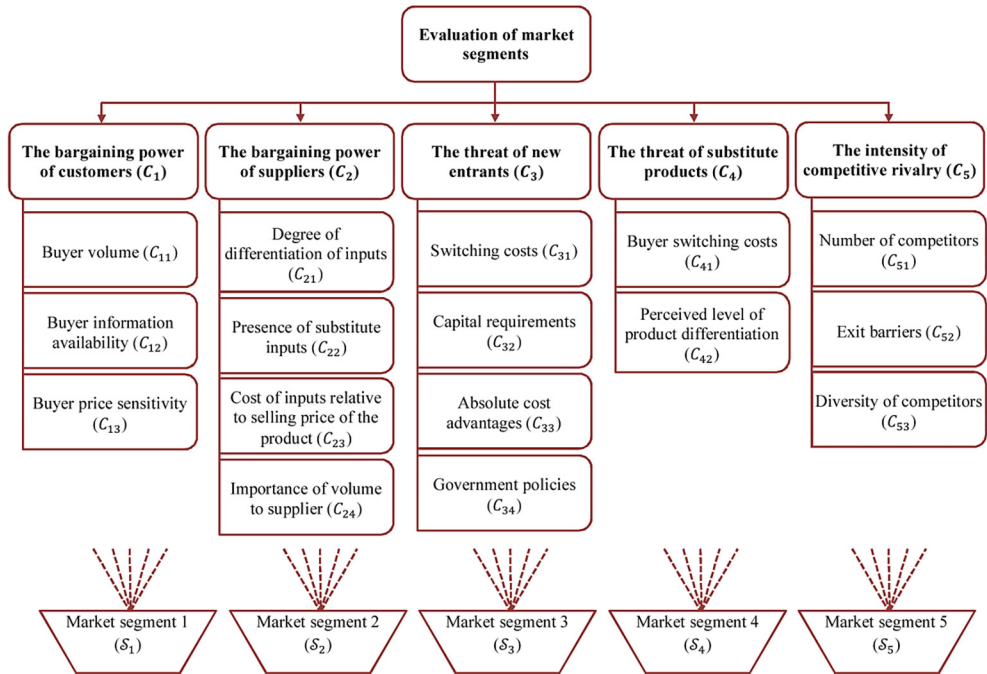 Evaluation of market
segments
The bargaining power
of customers (C₁)
The bargaining power
of suppliers (C₂)
The threat of new
entrants (C₃)
The threat of substitute
products (C₄)
The intensity of
competitive rivalry (C₅)
Buyer volume (C₁₁)
Buyer information
availability (C₁₂)
Buyer price sensitivity
(C₁₃)
Degree of
differentiation of inputs
(C₂₁)
Presence of substitute
inputs (C₂₂)
Cost of inputs relative
to selling price of the
product (C₂₃)
Importance of volume
to supplier (C₂₄)
Switching costs (C₃₁)
Capital requirements
(C₃₂)
Absolute cost
advantages (C₃₃)
Government policies
(C₃₄)
Buyer switching costs
(C₄₁)
Perceived level of
product differentiation
(C₄₂)
Number of competitors
(C₅₁)
Exit barriers (C₅₂)
Diversity of competitors
(C₅₃)
Market segment 1
(𝒮₁)
Market segment 2
(𝒮₂)
Market segment 3
(𝒮₃)
Market segment 4
(𝒮₄)
Market segment 5
(𝒮₅)